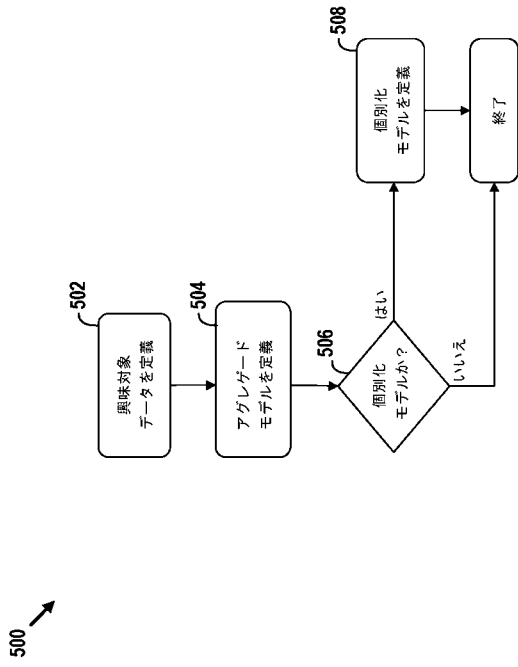 500
502
興味対象
データを定義
504
アグレゲード
モデルを定義
506
個別化
モデルか？
はい
いいえ
508
個別化
モデルを定義
終了